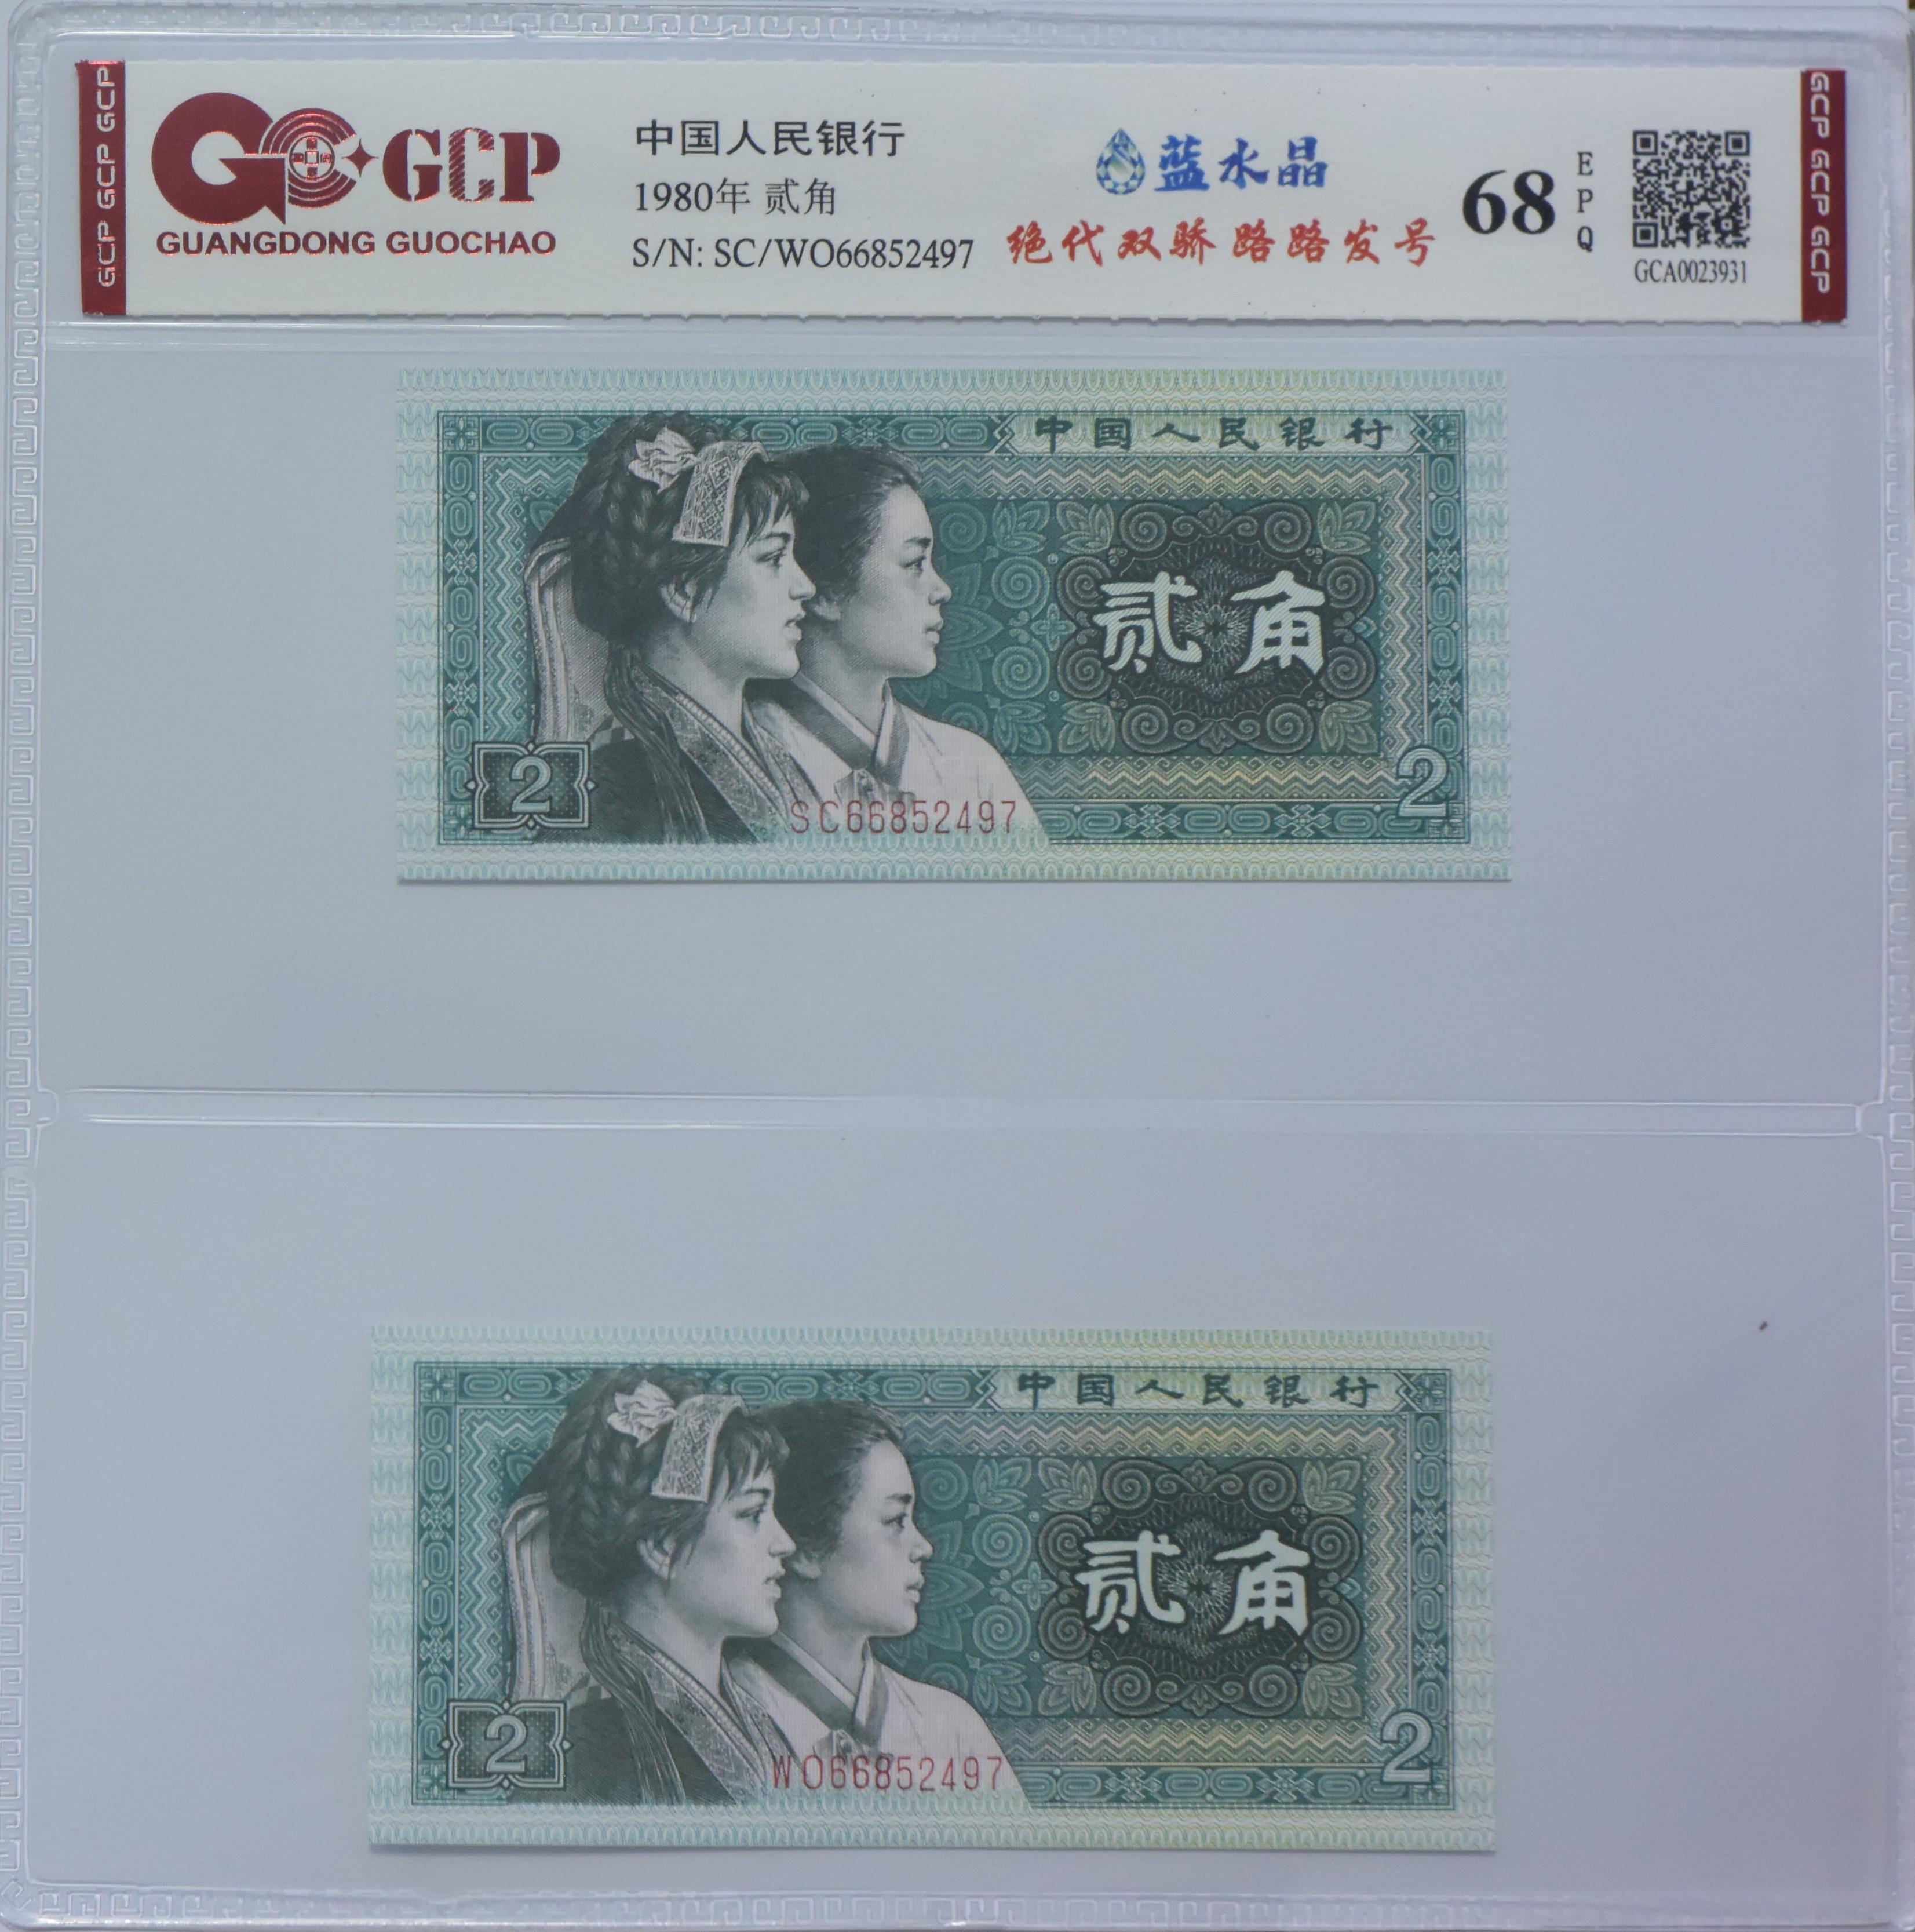 GCP GCP GCP
GCP
GUANGDONG GUOCHAO
中国人民银行
1980年 贰角
S/N: SC/WO66852497
蓝水晶
绝代双骄 路路发号
68
EPQ
GCA0023931
GCP GCP GCP
中国人民银行
贰角
2
SC66852497
2
中国人民银行
贰角
2
WO66852497
2